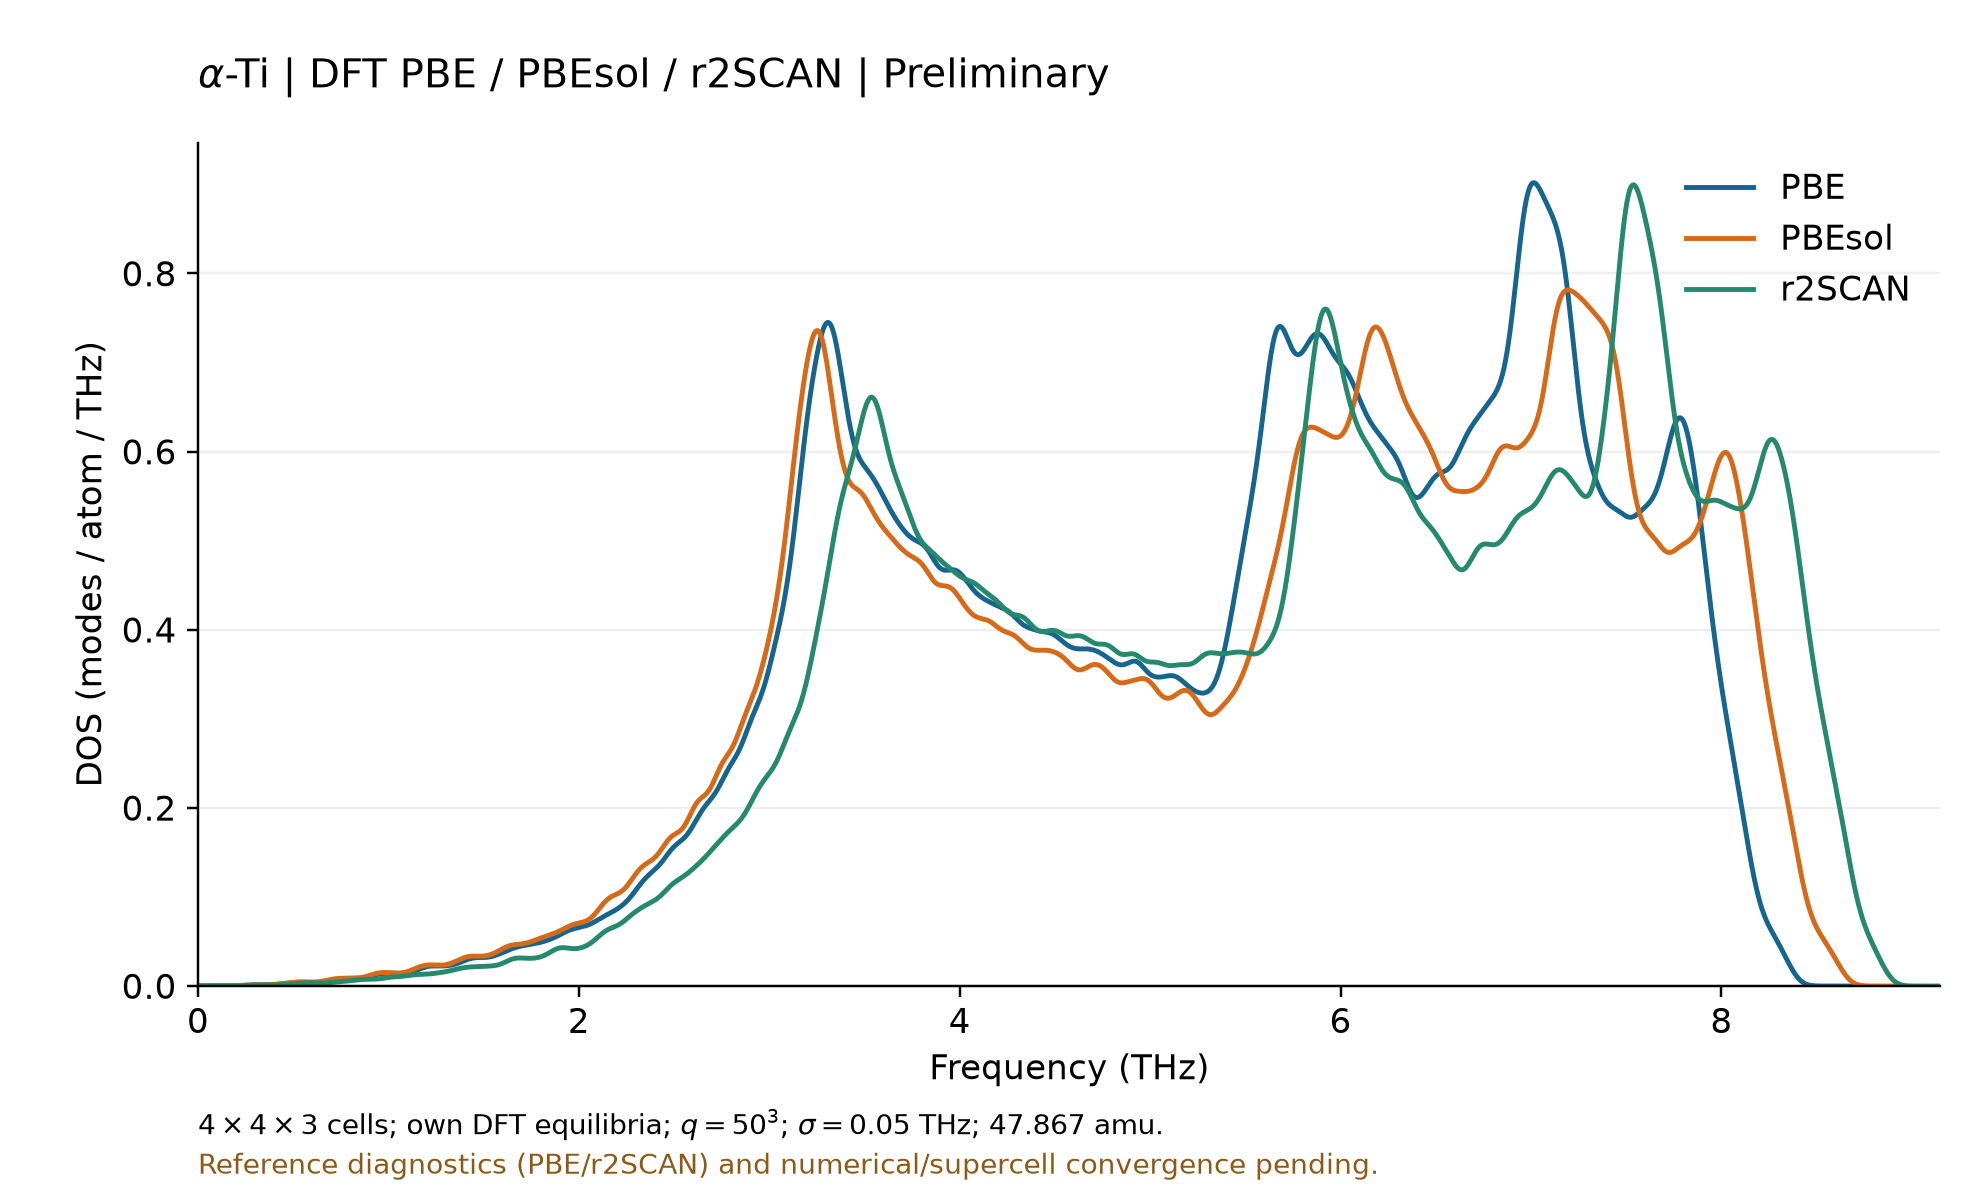 α-Ti | DFT PBE / PBEsol / r2SCAN | Preliminary
PBE
PBEsol
r2SCAN
DOS (modes / atom / THz)
0.8
0.6
0.4
0.2
0.0
0 2 4 6 8
Frequency (THz)
4 × 4 × 3 cells; own DFT equilibria; q = 50³; σ = 0.05 THz; 47.867 amu.
Reference diagnostics (PBE/r2SCAN) and numerical/supercell convergence pending.